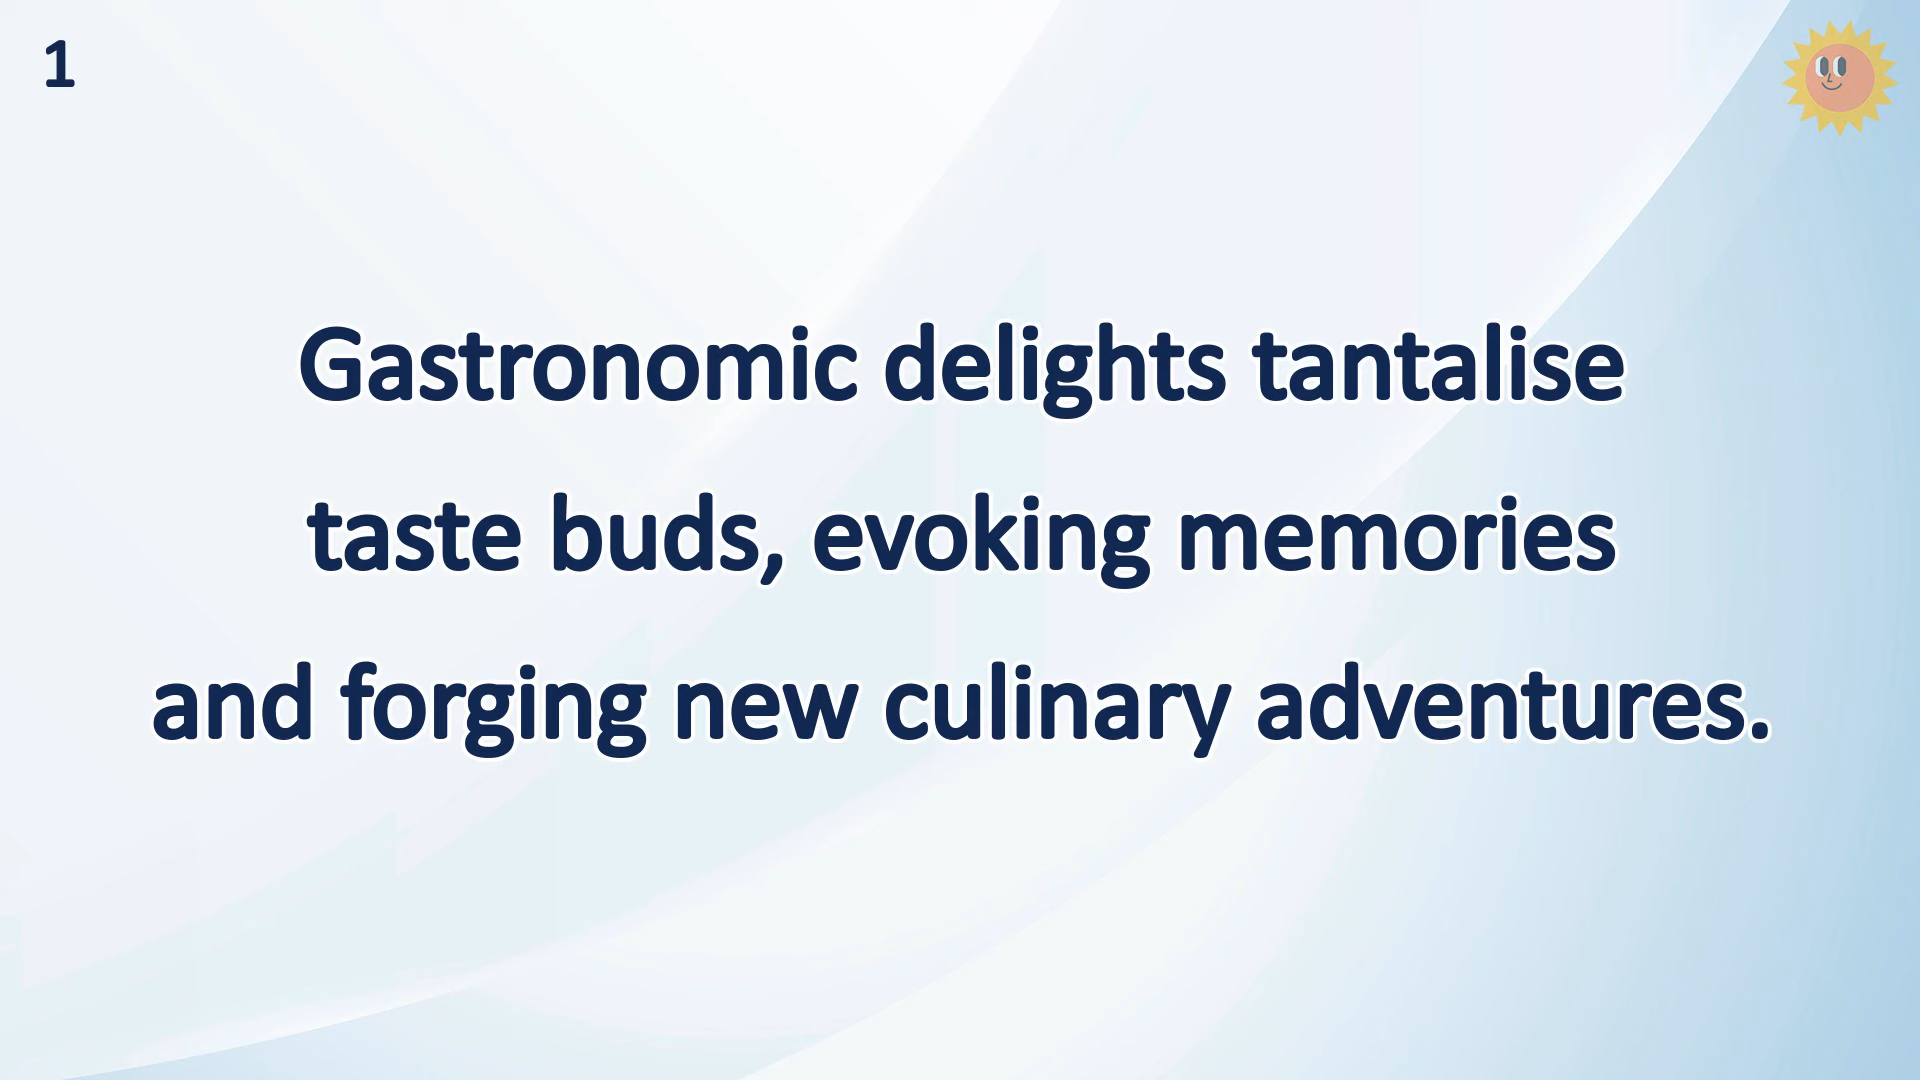 1
Gastronomic delights tantalise
taste buds, evoking memories
and forging new culinary adventures.